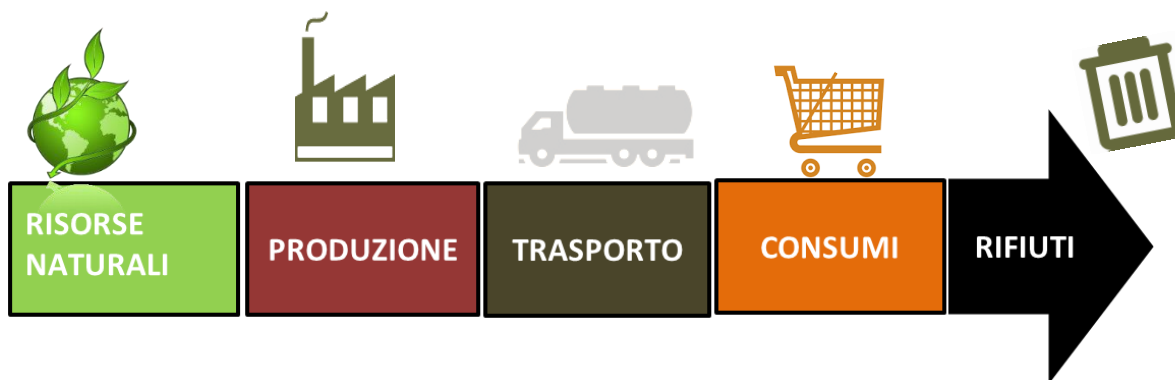 RISORSE
NATURALI
PRODUZIONE
TRASPORTO
CONSUMI
RIFIUTI